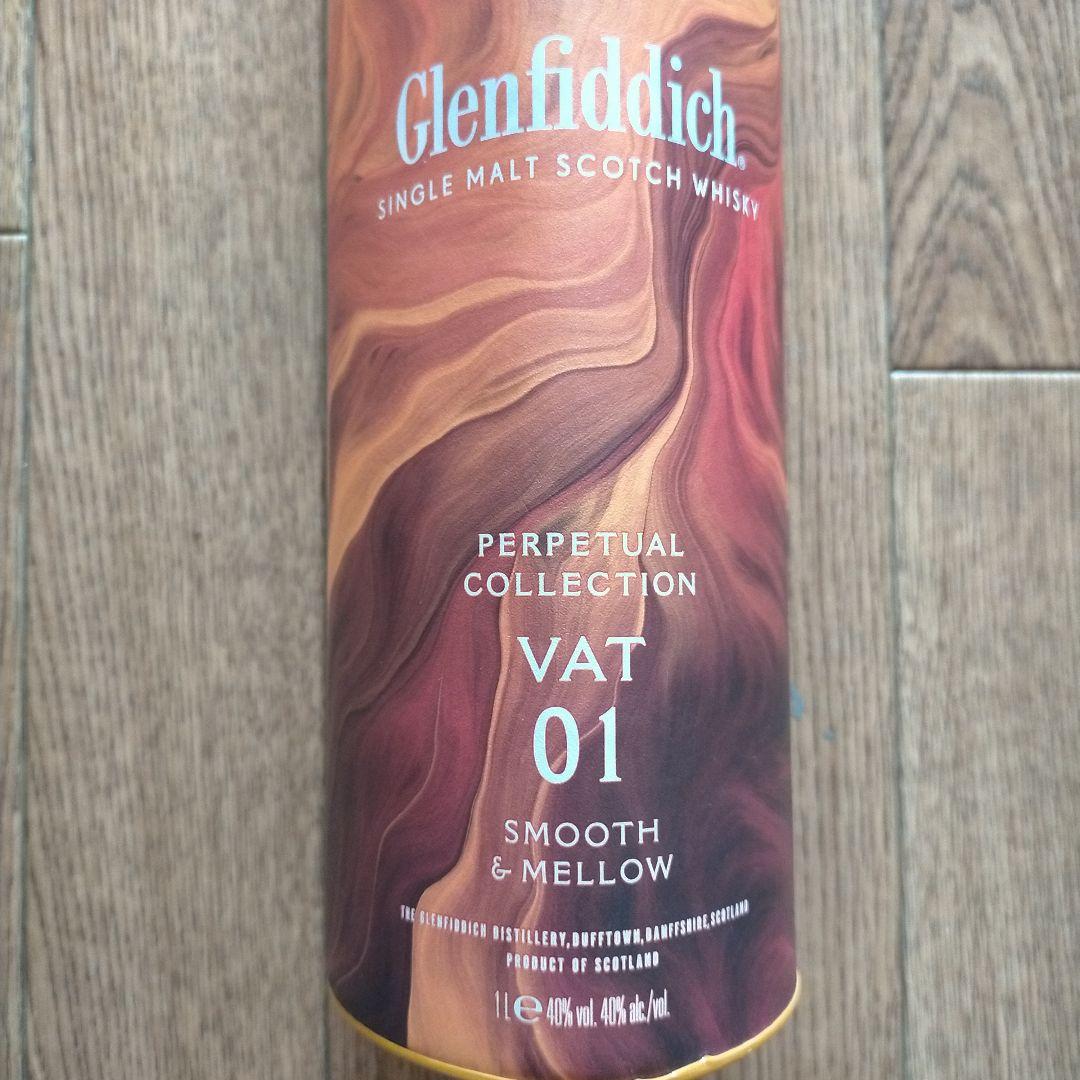 Glenfiddich®
SINGLE MALT SCOTCH WHISKY
PERPETUAL
COLLECTION
VAT
01
SMOOTH
& MELLOW
THE GLENFIDDICH DISTILLERY, DUFFTOWN, BANFFSHIRE, SCOTLAND
PRODUCT OF SCOTLAND
1 L e 40% vol. 40% alc./vol.